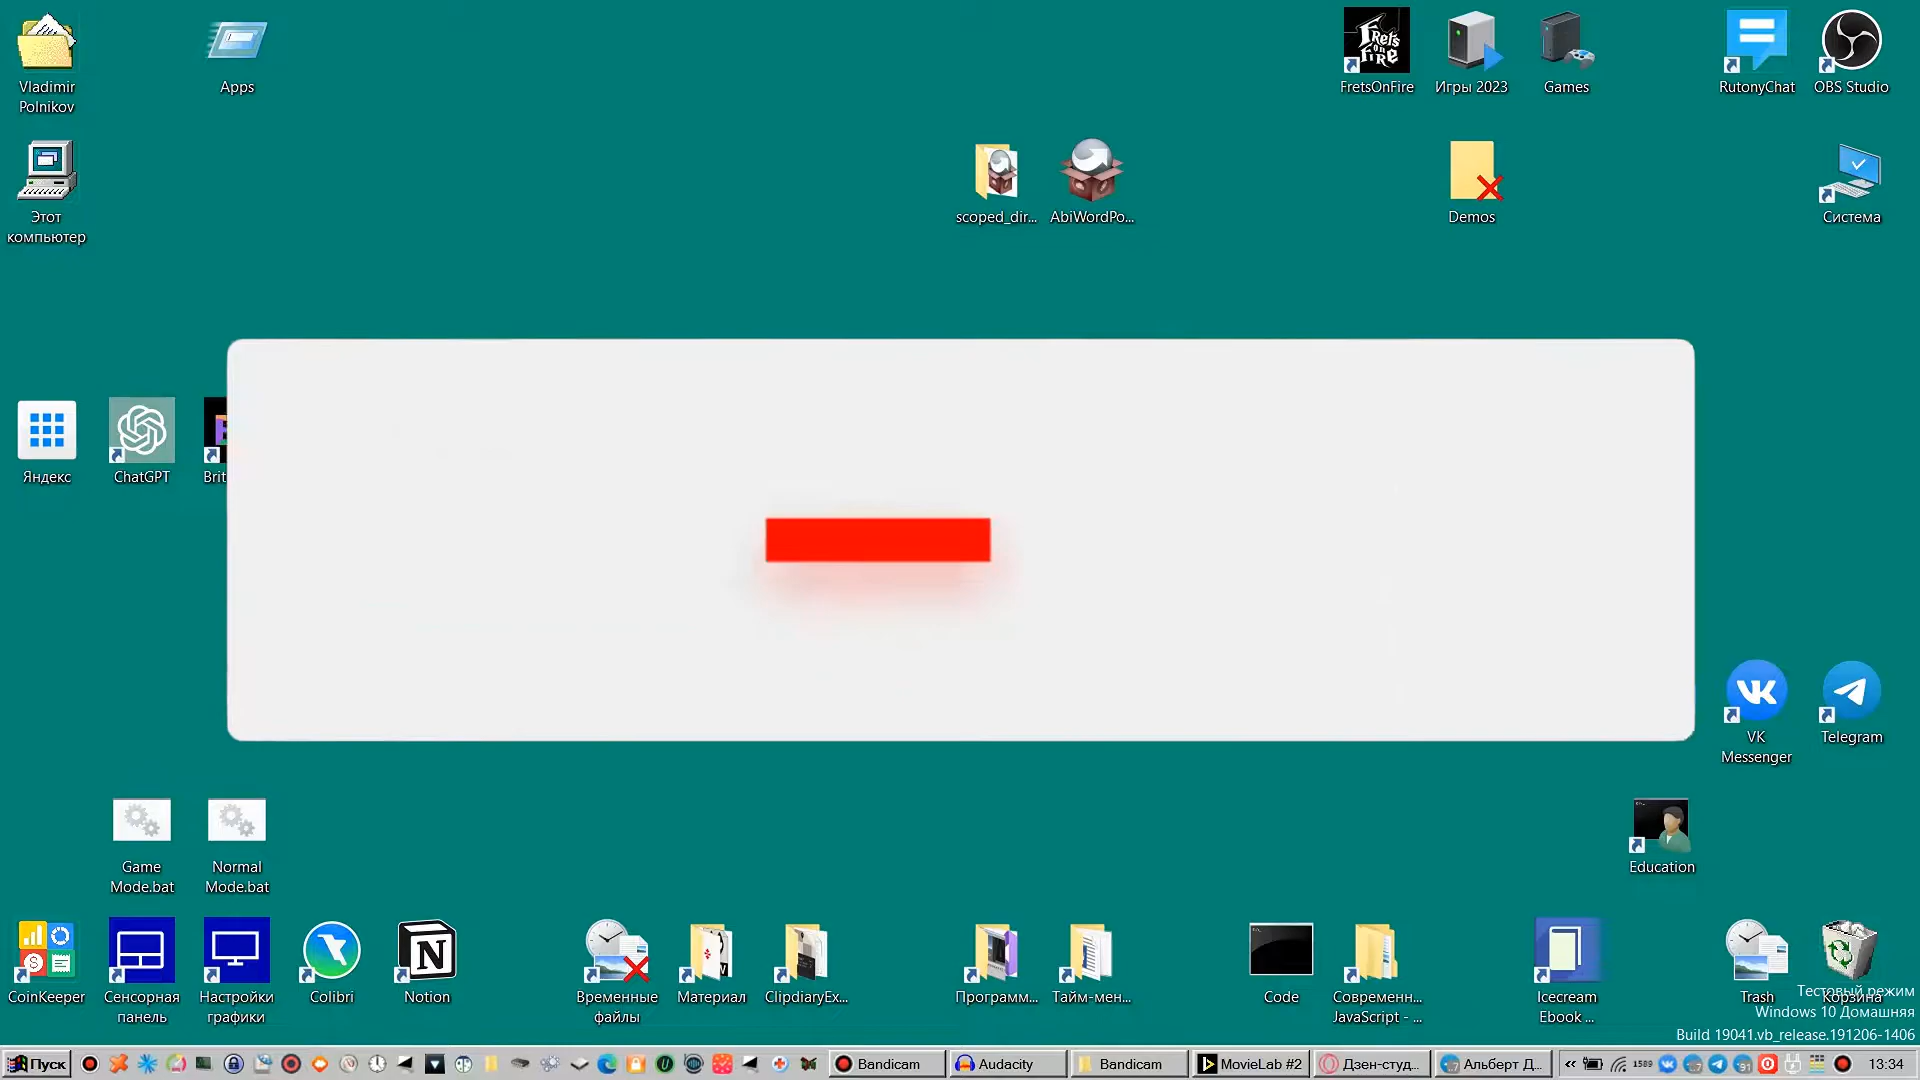 Vladimir
Polnikov
Apps
FretsOnFire
Игры 2023
Games
RutonyChat
OBS Studio
Этот
компьютер
scoped_dir...
AbiWordPo...
Demos
Система
Яндекс
ChatGPT
Brit
VK
Messenger
Telegram
Game
Mode.bat
Normal
Mode.bat
Education
CoinKeeper
Сенсорная
панель
Настройки
графики
Colibri
Notion
Временные
файлы
Материал
ClipdiaryEx...
Программ...
Тайм-мен...
Code
Современн...
JavaScript - ...
Icecream
Ebook ...
Trash
Корзина
Тестовый режим
Windows 10 Домашняя
Build 19041.vb_release.191206-1406
Пуск
Bandicam
Audacity
Bandicam
MovieLab #2
Дзен-студ...
Альберт Д...
1589
13:34